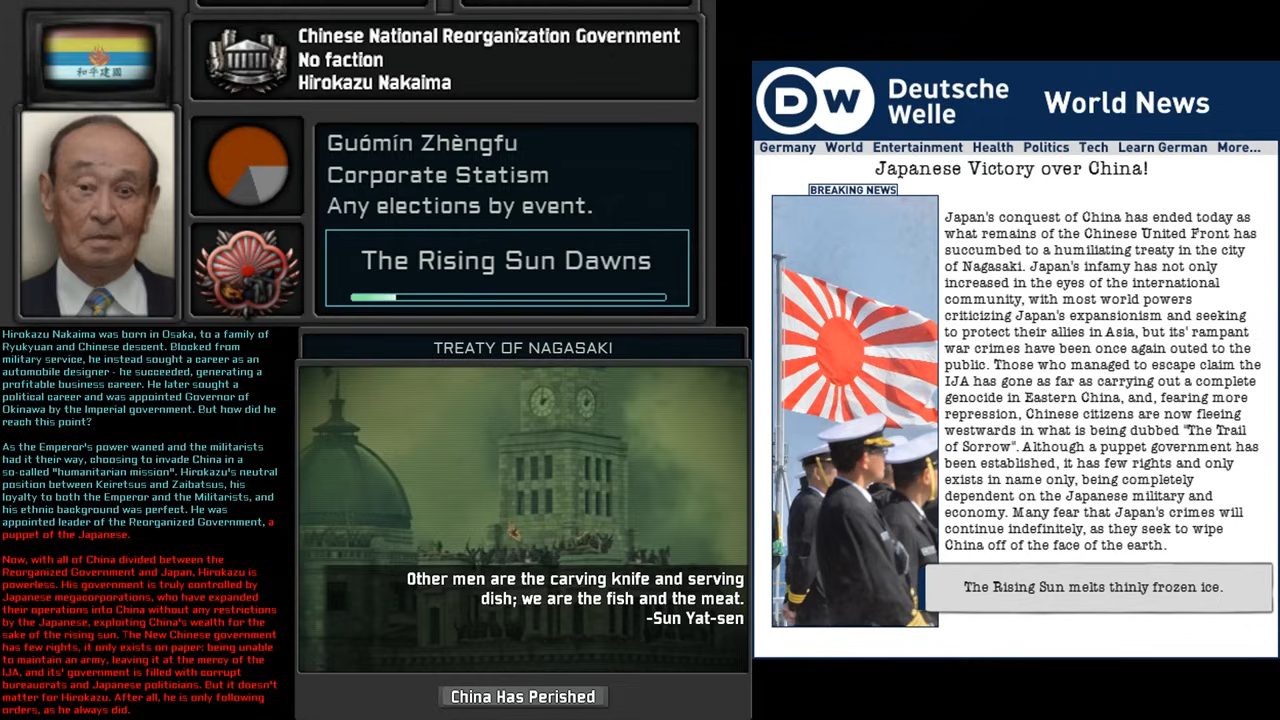 和平建國
Chinese National Reorganization Government
No faction
Hirokazu Nakaima
Guómín Zhèngfu
Corporate Statism
Any elections by event.
The Rising Sun Dawns
Hirokazu Nakaima was born in Osaka, to a family of
Ryukyuan and Chinese descent. Blocked from
military service, he instead sought a career as an
automobile designer - he succeeded, generating a
profitable business career. He later sought a
political career and was appointed Governor of
Okinawa by the Imperial government. But how did he
reach this point?
As the Emperor's power waned and the militarists
had it their way, choosing to invade China in a
so-called "humanitarian mission". Hirokazu's neutral
position between Keiretsus and Zaibatsus, his
loyalty to both the Emperor and the Militarists, and
his ethnic background was perfect. He was
appointed leader of the Reorganized Government, a
puppet of the Japanese.
Now, with all of China divided between the
Reorganized Government and Japan, Hirokazu is
powerless. His government is truly controlled by
Japanese megacorporations, who have expanded
their operations into China without any restrictions
by the Japanese, exploiting China's wealth for the
sake of the rising sun. The New Chinese government
has few rights, it only exists on paper: being unable
to maintain an army, leaving it at the mercy of the
IJA, and its' government is filled with corrupt
bureaucrats and Japanese politicians. But it doesn't
matter for Hirokazu. After all, he is only following
orders, as he always did.
TREATY OF NAGASAKI
Other men are the carving knife and serving
dish; we are the fish and the meat.
-Sun Yat-sen
China Has Perished
DW
Deutsche
Welle
World News
Germany World Entertainment Health Politics Tech Learn German More...
Japanese Victory over China!
BREAKING NEWS
Japan's conquest of China has ended today as
what remains of the Chinese United Front has
succumbed to a humiliating treaty in the city
of Nagasaki. Japan's infamy has not only
increased in the eyes of the international
community, with most world powers
criticizing Japan's expansionism and seeking
to protect their allies in Asia, but its' rampant
war crimes have been once again outed to the
public. Those who managed to escape claim the
IJA has gone as far as carrying out a complete
genocide in Eastern China, and, fearing more
repression, Chinese citizens are now fleeing
westwards in what is being dubbed "The Trail
of Sorrow". Although a puppet government has
been established, it has few rights and only
exists in name only, being completely
dependent on the Japanese military and
economy. Many fear that Japan's crimes will
continue indefinitely, as they seek to wipe
China off of the face of the earth.
The Rising Sun melts thinly frozen ice.